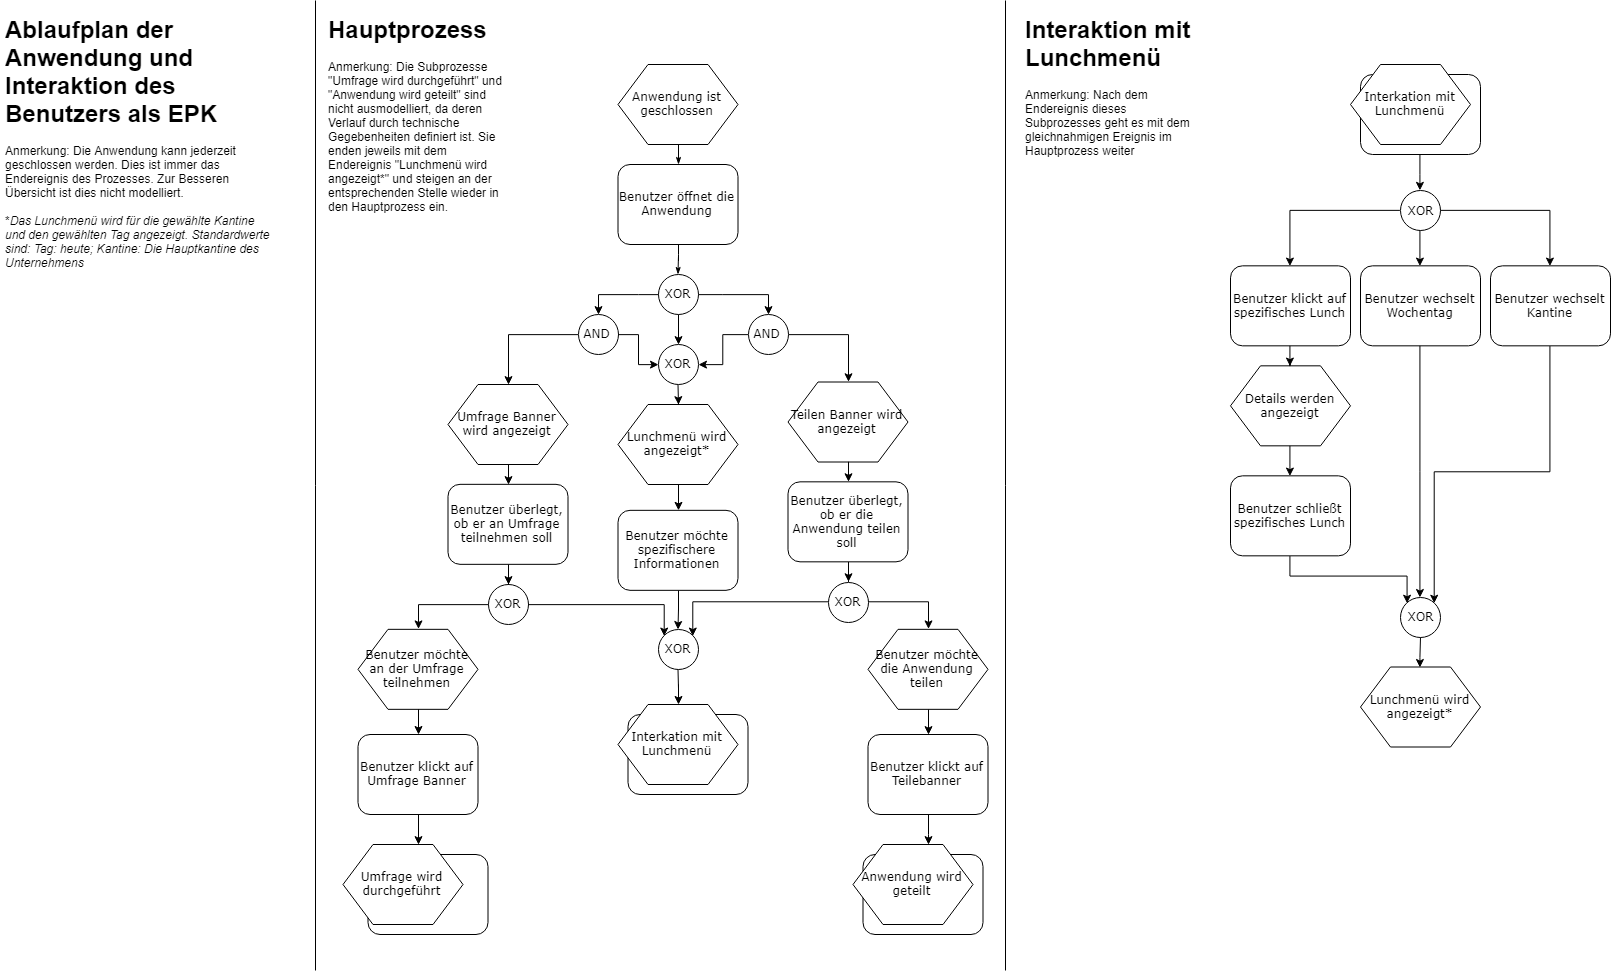 Ablaufplan der
Anwendung und
Interaktion des
Benutzers als EPK
Anmerkung: Die Anwendung kann jederzeit
geschlossen werden. Dies ist immer das
Endereignis des Prozesses. Zur Besseren
Übersicht ist dies nicht modelliert.
*Das Lunchmenü wird für die gewählte Kantine
und den gewählten Tag angezeigt. Standardwerte
sind: Tag: heute; Kantine: Die Hauptkantine des
Unternehmens
Hauptprozess
Anmerkung: Die Subprozesse
"Umfrage wird durchgeführt" und
"Anwendung wird geteilt" sind
nicht ausmodelliert, da deren
Verlauf durch technische
Gegebenheiten definiert ist. Sie
enden jeweils mit dem
Endereignis "Lunchmenü wird
angezeigt*" und steigen an der
entsprechenden Stelle wieder in
den Hauptprozess ein.
Anwendung ist
geschlossen
Benutzer öffnet die
Anwendung
XOR
AND
AND
XOR
Umfrage Banner
wird angezeigt
Lunchmenü wird
angezeigt*
Teilen Banner wird
angezeigt
Benutzer überlegt,
ob er an Umfrage
teilnehmen soll
Benutzer möchte
spezifischere
Informationen
Benutzer überlegt,
ob er die
Anwendung teilen
soll
XOR
XOR
XOR
Benutzer möchte
an der Umfrage
teilnehmen
Benutzer möchte
die Anwendung
teilen
Interkation mit
Lunchmenü
Benutzer klickt auf
Umfrage Banner
Benutzer klickt auf
Teilebanner
Umfrage wird
durchgeführt
Anwendung wird
geteilt
Interaktion mit
Lunchmenü
Anmerkung: Nach dem
Endereignis dieses
Subprozesses geht es mit dem
gleichnahmigen Ereignis im
Hauptprozess weiter
Interkation mit
Lunchmenü
XOR
Benutzer klickt auf
spezifisches Lunch
Benutzer wechselt
Wochentag
Benutzer wechselt
Kantine
Details werden
angezeigt
Benutzer schließt
spezifisches Lunch
XOR
Lunchmenü wird
angezeigt*